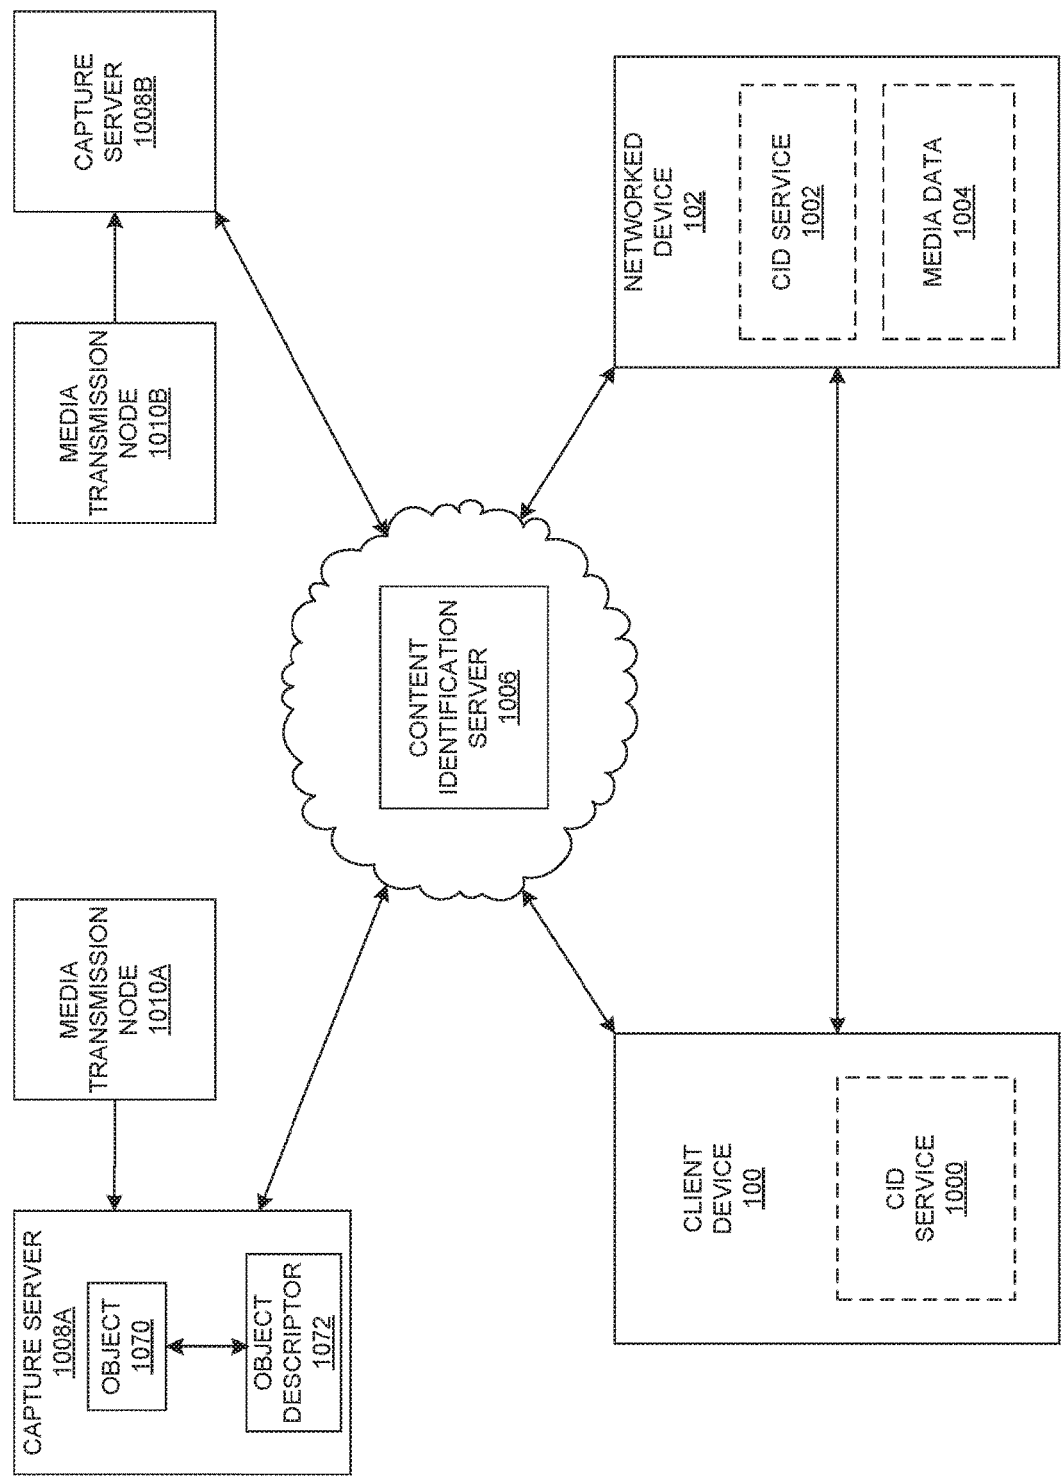 CAPTURE SERVER
1008A
OBJECT
1070
OBJECT
DESCRIPTOR
1072
MEDIA
TRANSMISSION
NODE
1010A
MEDIA
TRANSMISSION
NODE
1010B
CAPTURE
SERVER
1008B
CONTENT
IDENTIFICATION
SERVER
1006
CLIENT
DEVICE
100
CID
SERVICE
1000
NETWORKED
DEVICE
102
CID SERVICE
1002
MEDIA DATA
1004